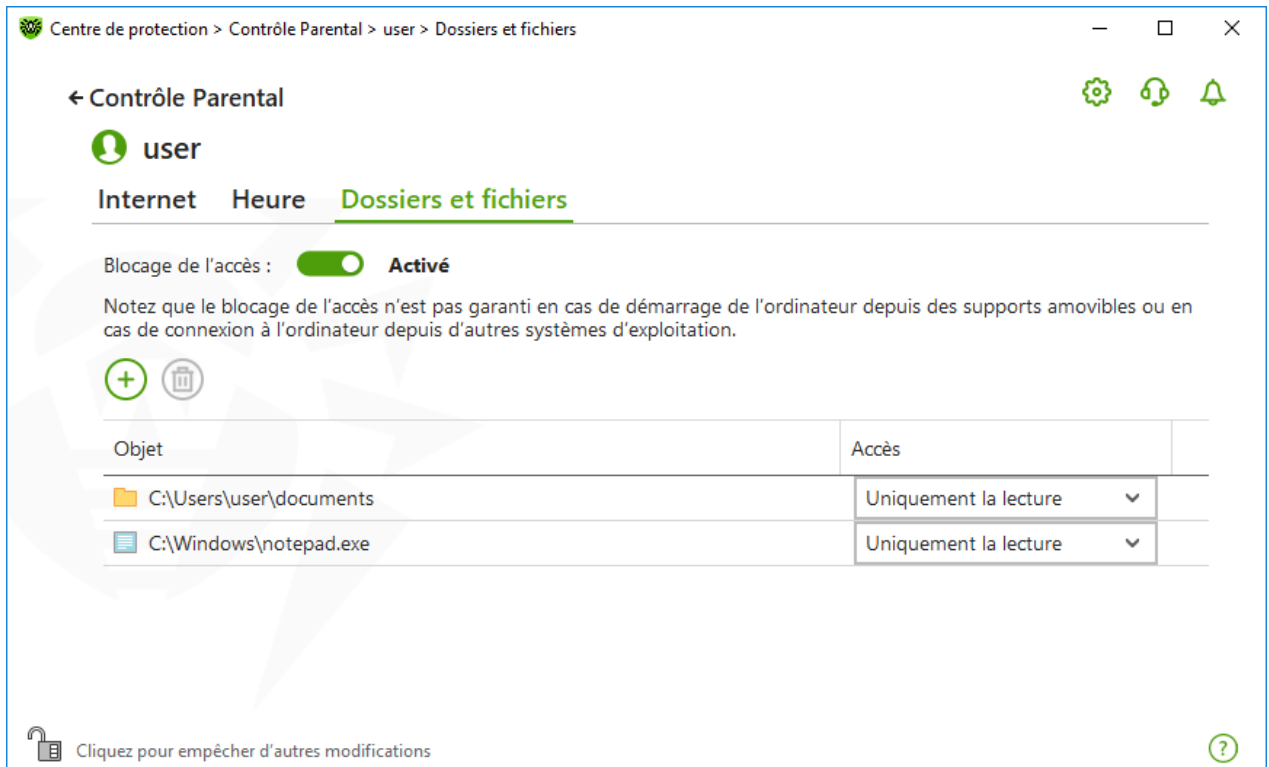 Centre de protection > Contrôle Parental > user > Dossiers et fichiers
Contrôle Parental
user
Internet Heure Dossiers et fichiers
Blocage de l’accès : Activé
Notez que le blocage de l’accès n’est pas garanti en cas de démarrage de l’ordinateur depuis des supports amovibles ou en
cas de connexion à l’ordinateur depuis d’autres systèmes d’exploitation.
Objet Accès
C:\Users\user\documents Uniquement la lecture
C:\Windows\notepad.exe Uniquement la lecture
Cliquez pour empêcher d’autres modifications
?